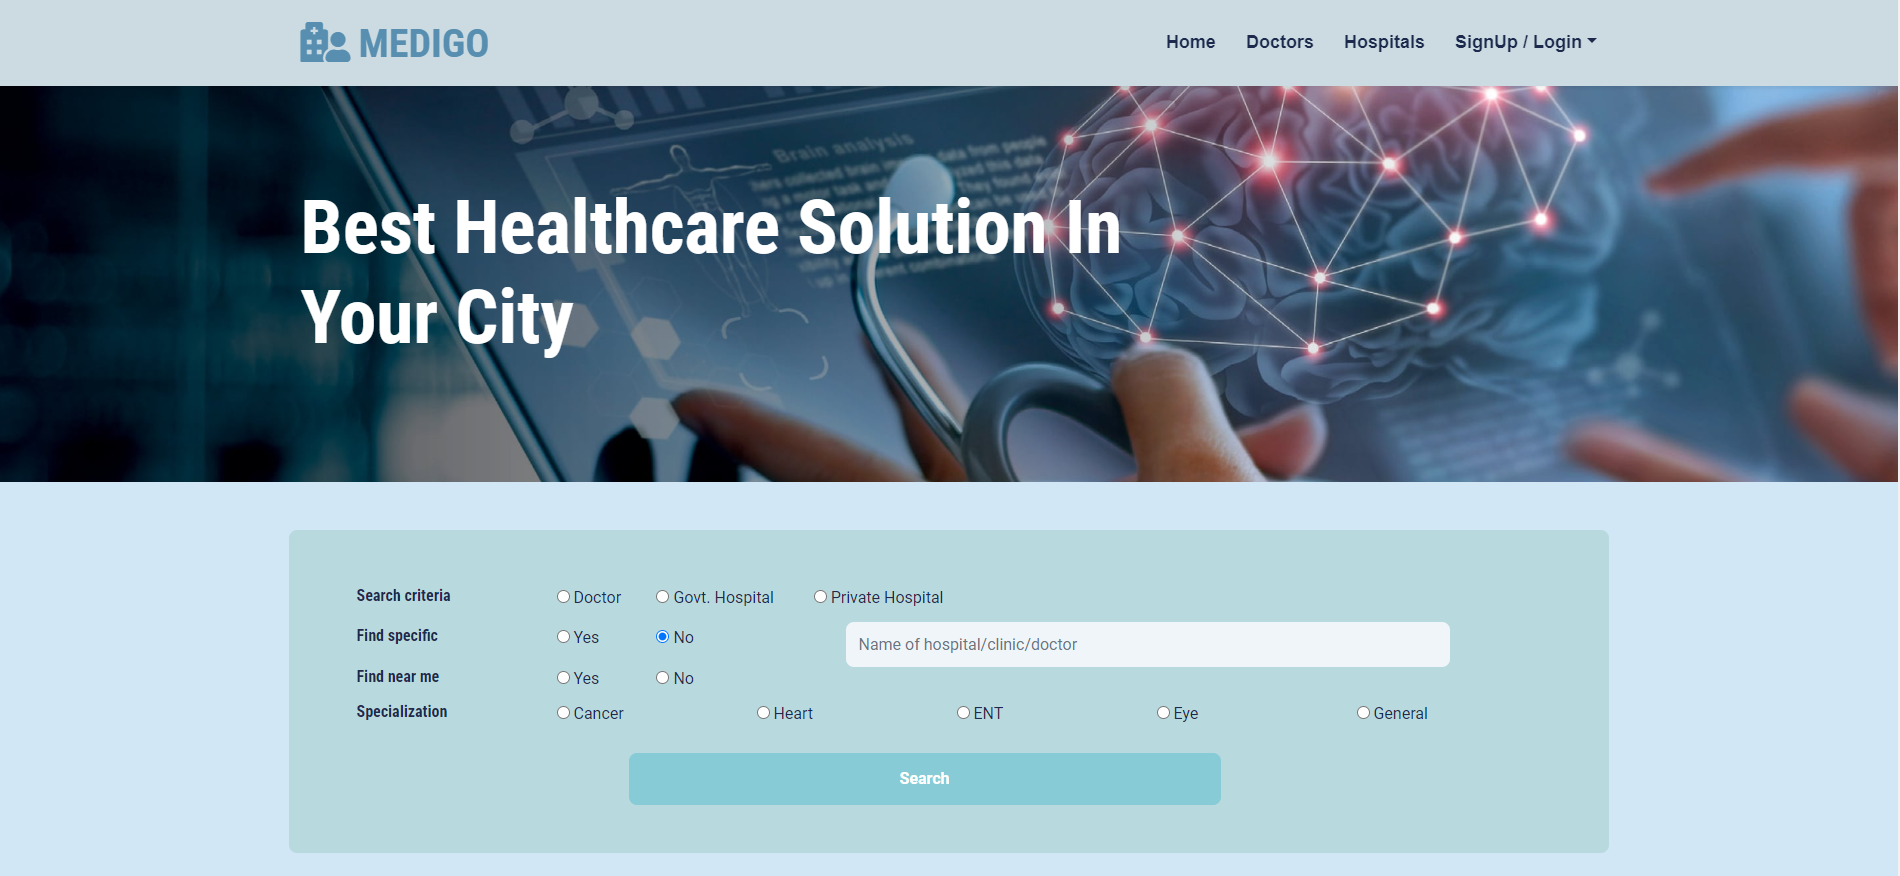 MEDIGO
Home Doctors Hospitals SignUp / Login
Brain analysis
Best Healthcare Solution In
Your City
Search criteria Doctor Govt. Hospital Private Hospital
Find specific Yes No Name of hospital/clinic/doctor
Find near me Yes No
Specialization Cancer Heart ENT Eye General
Search